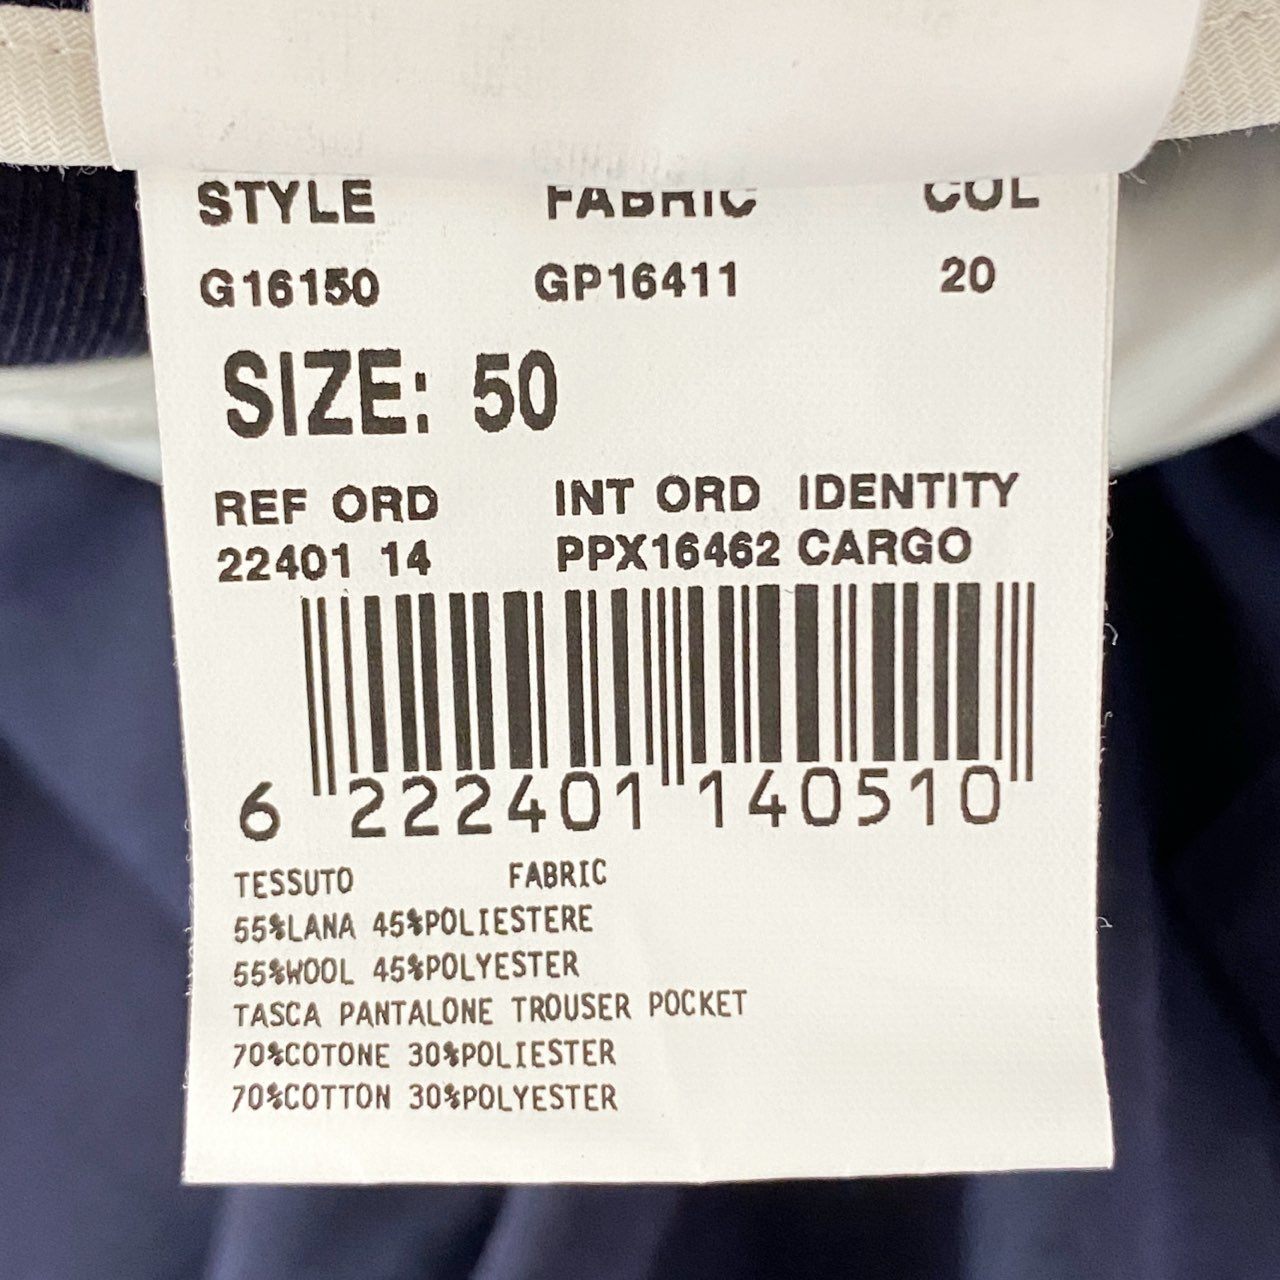 STYLE FABRIC COL
G16150 GP16411 20
SIZE: 50
REF ORD INT ORD IDENTITY
22401 14 PPX16462 CARGO
6 222401 140510
TESSUTO FABRIC
55%LANA 45%POLIESTERE
55%WOOL 45%POLYESTER
TASCA PANTALONE TROUSER POCKET
70%COTONE 30%POLIESTER
70%COTTON 30%POLYESTER